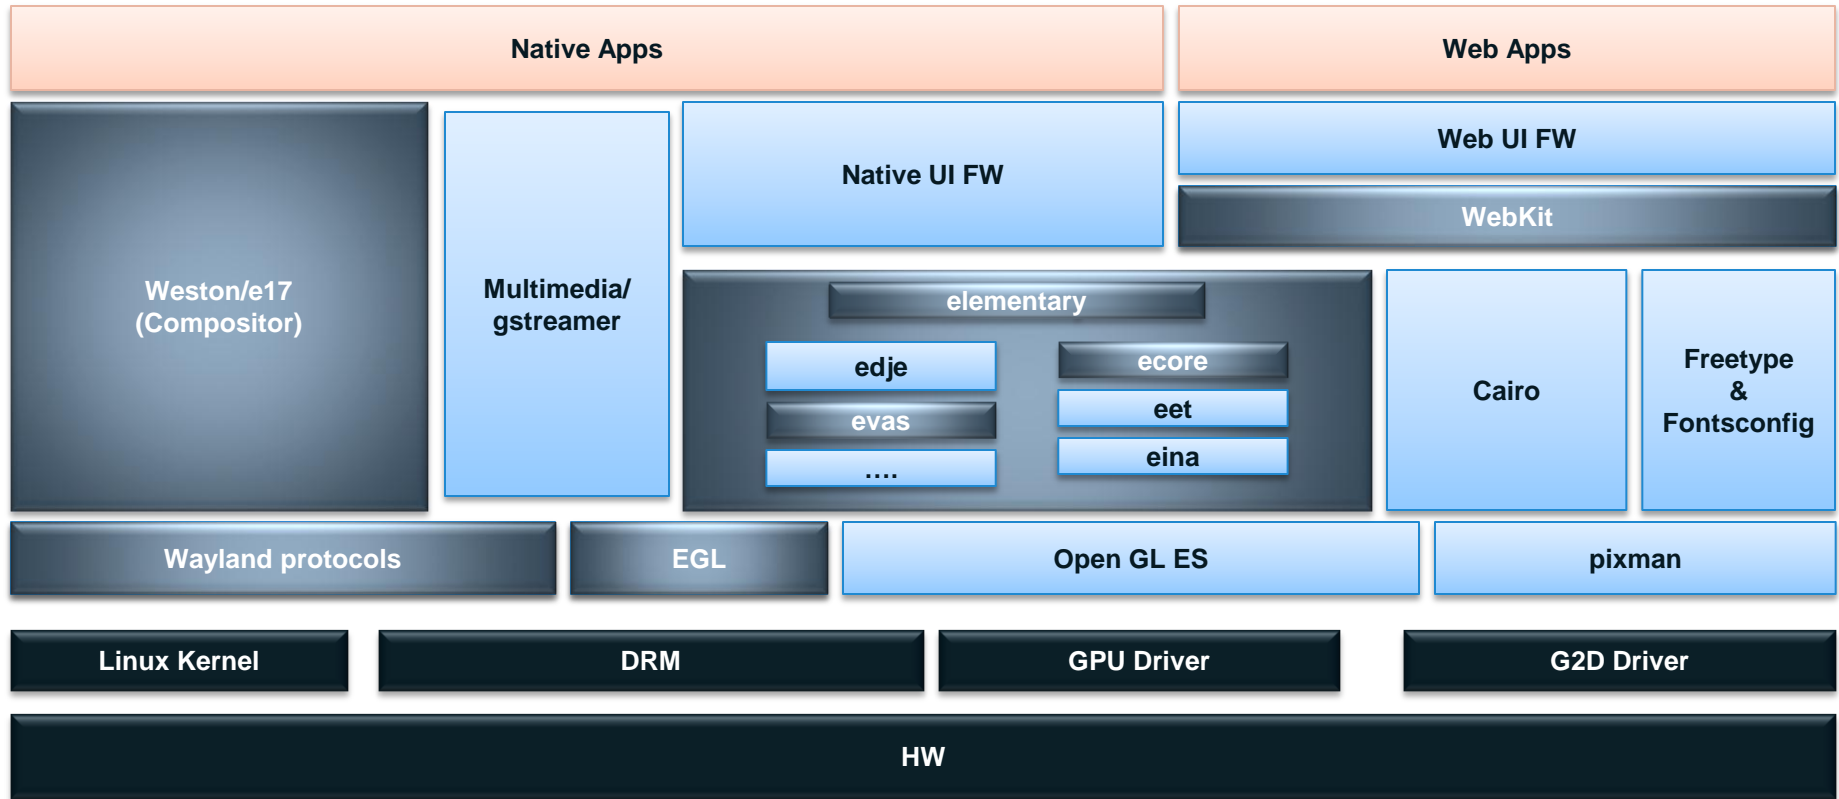 Native Apps
Web Apps
Weston/e17
(Compositor)
Multimedia/
gstreamer
Native UI FW
Web UI FW
WebKit
elementary
edje
evas
....
ecore
eet
eina
Cairo
Freetype
&
Fontsconfig
Wayland protocols
EGL
Open GL ES
pixman
Linux Kernel
DRM
GPU Driver
G2D Driver
HW